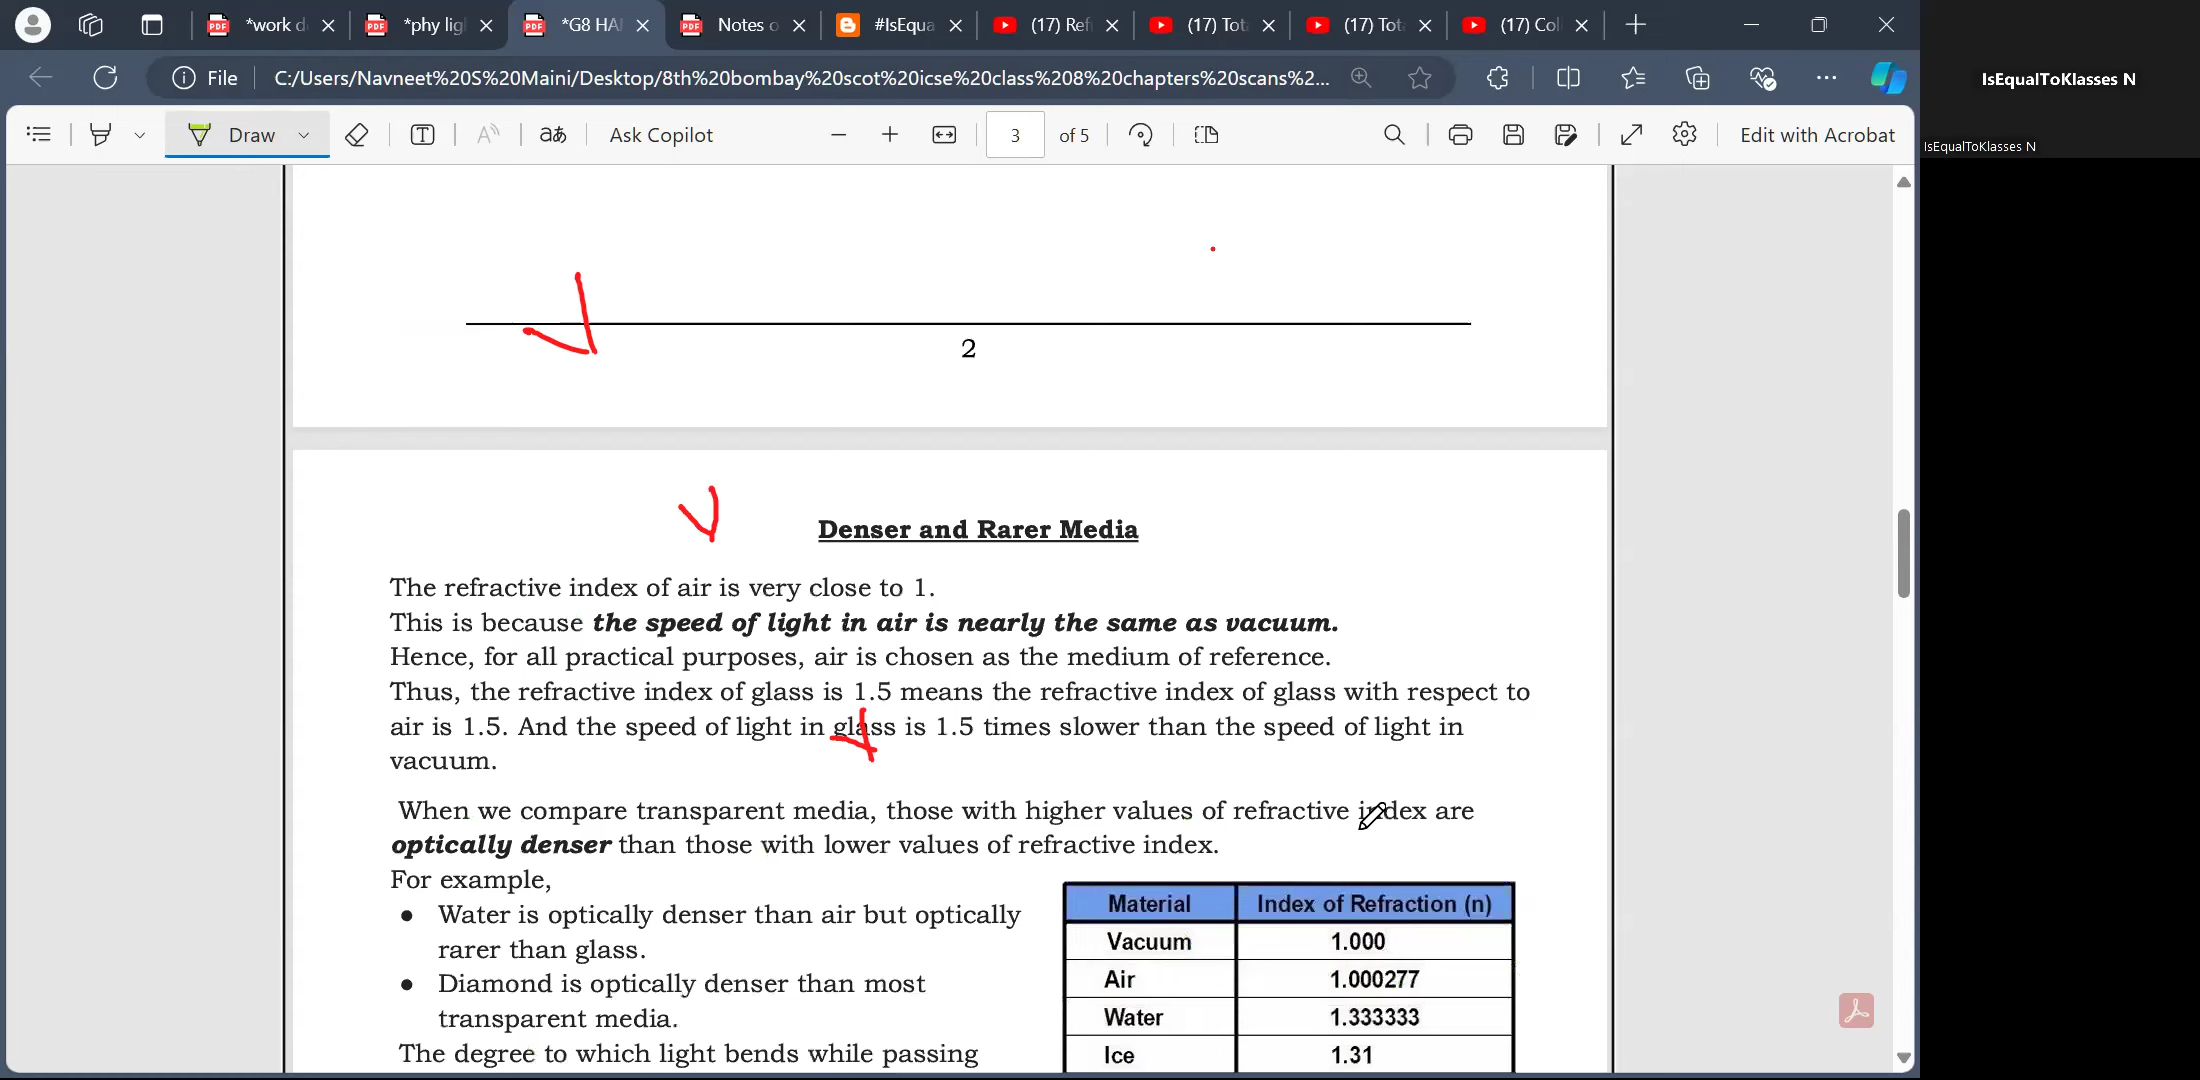 *work d
*phy lig
*G8 HA
Notes o
#IsEqua
(17) Ref
(17) Tot
(17) Tot
(17) Col
File
C:/Users/Navneet%20S%20Maini/Desktop/8th%20bombay%20scot%20icse%20class%208%20chapters%20scans%2...
IsEqualToKlasses N
Draw
Ask Copilot
3
of 5
Edit with Acrobat
IsEqualToKlasses N
2
Denser and Rarer Media
The refractive index of air is very close to 1.
This is because the speed of light in air is nearly the same as vacuum.
Hence, for all practical purposes, air is chosen as the medium of reference.
Thus, the refractive index of glass is 1.5 means the refractive index of glass with respect to
air is 1.5. And the speed of light in glass is 1.5 times slower than the speed of light in
vacuum.
When we compare transparent media, those with higher values of refractive index are
optically denser than those with lower values of refractive index.
For example,
● Water is optically denser than air but optically
rarer than glass.
● Diamond is optically denser than most
transparent media.
The degree to which light bends while passing
Material Index of Refraction (n)
Vacuum 1.000
Air 1.000277
Water 1.333333
Ice 1.31